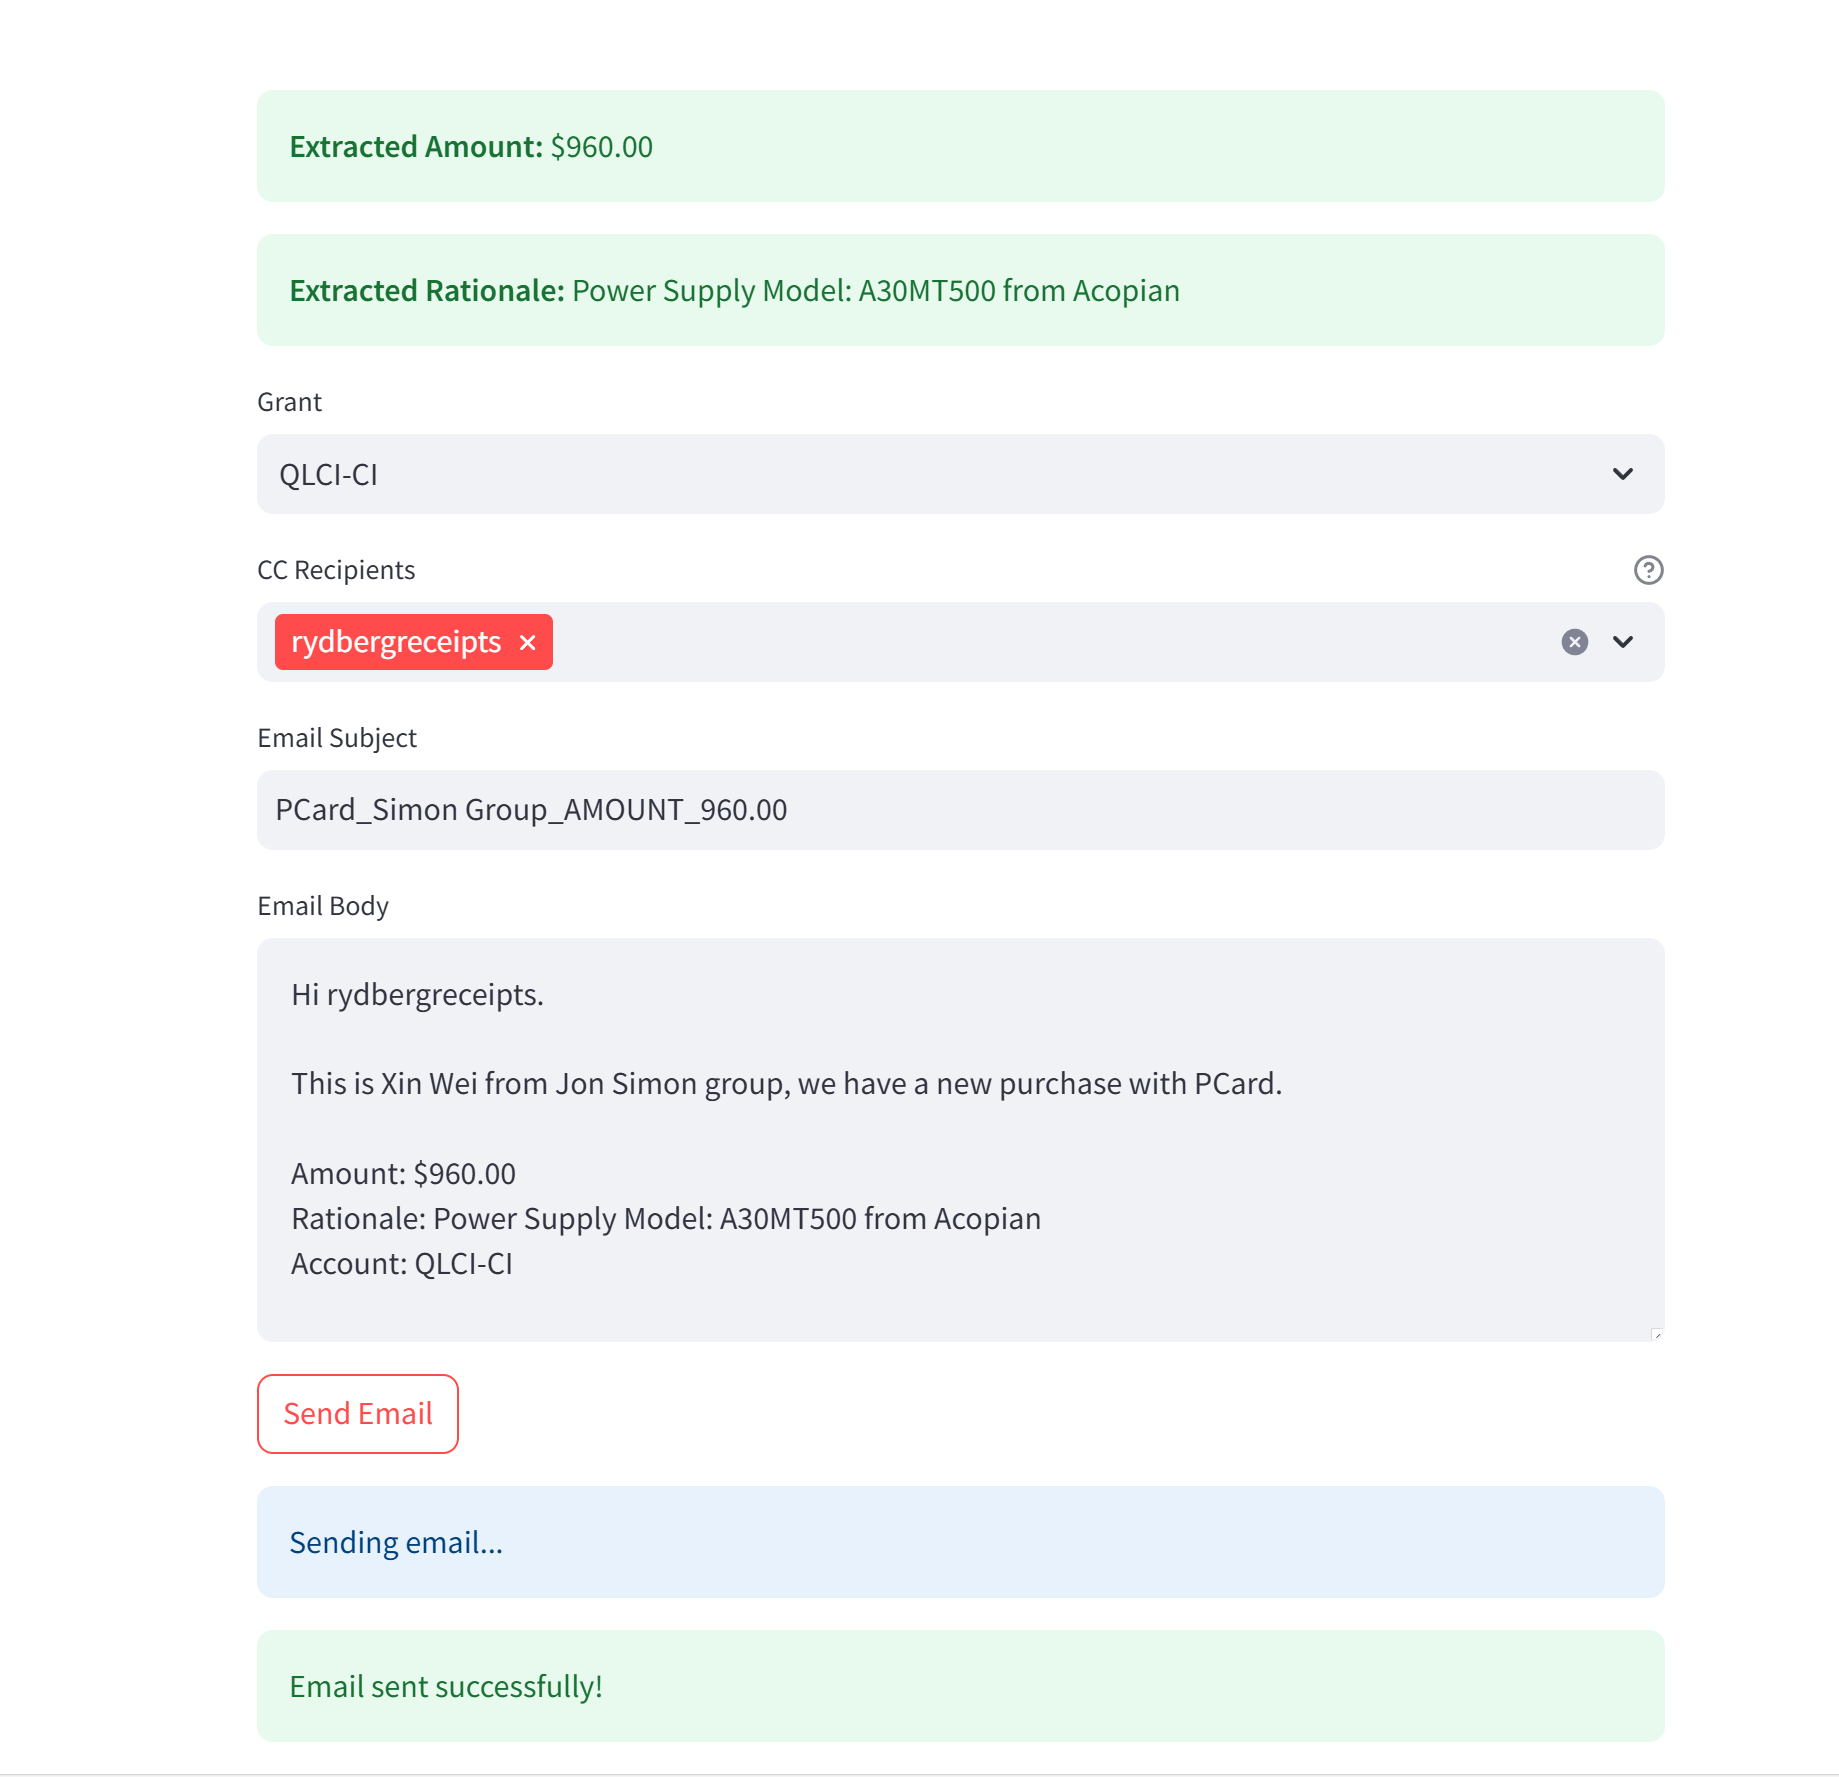 Extracted Amount: $960.00
Extracted Rationale: Power Supply Model: A30MT500 from Acopian
Grant
QLCI-CI
CC Recipients
rydbergreceipts
Email Subject
PCard_Simon Group_AMOUNT_960.00
Email Body
Hi rydbergreceipts.
This is Xin Wei from Jon Simon group, we have a new purchase with PCard.
Amount: $960.00
Rationale: Power Supply Model: A30MT500 from Acopian
Account: QLCI-CI
Send Email
Sending email...
Email sent successfully!